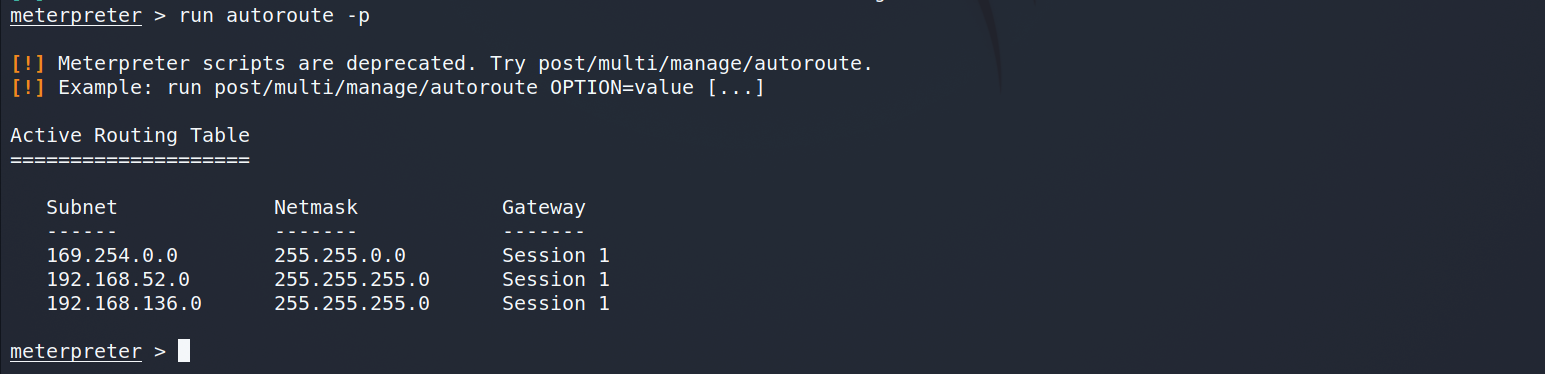 meterpreter > run autoroute -p
[!] Meterpreter scripts are deprecated. Try post/multi/manage/autoroute.
[!] Example: run post/multi/manage/autoroute OPTION=value [...]
Active Routing Table
====================
Subnet Netmask Gateway
------ ------- -------
169.254.0.0 255.255.0.0 Session 1
192.168.52.0 255.255.255.0 Session 1
192.168.136.0 255.255.255.0 Session 1
meterpreter >